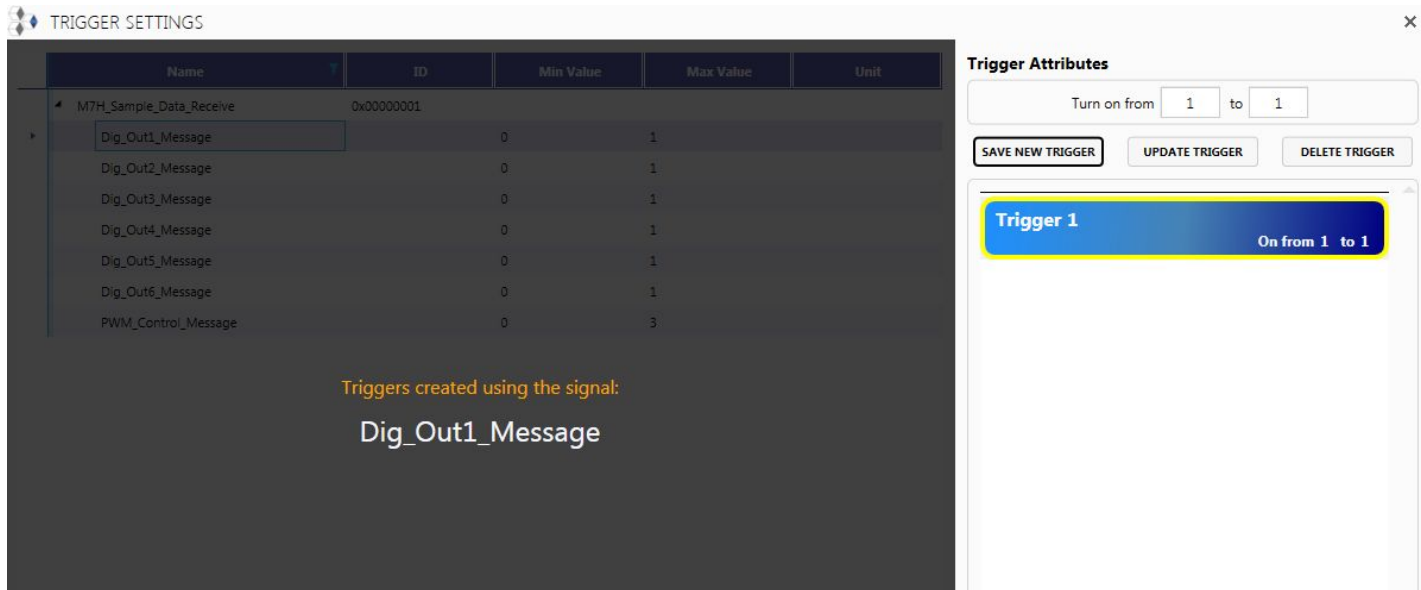 TRIGGER SETTINGS
Name ID Min Value Max Value Unit
M7H_Sample_Data_Receive 0x00000001
Dig_Out1_Message 0 1
Dig_Out2_Message 0 1
Dig_Out3_Message 0 1
Dig_Out4_Message 0 1
Dig_Out5_Message 0 1
Dig_Out6_Message 0 1
PWM_Control_Message 0 3
Triggers created using the signal:
Dig_Out1_Message
Trigger Attributes
Turn on from 1 to 1
SAVE NEW TRIGGER UPDATE TRIGGER DELETE TRIGGER
Trigger 1
On from 1 to 1